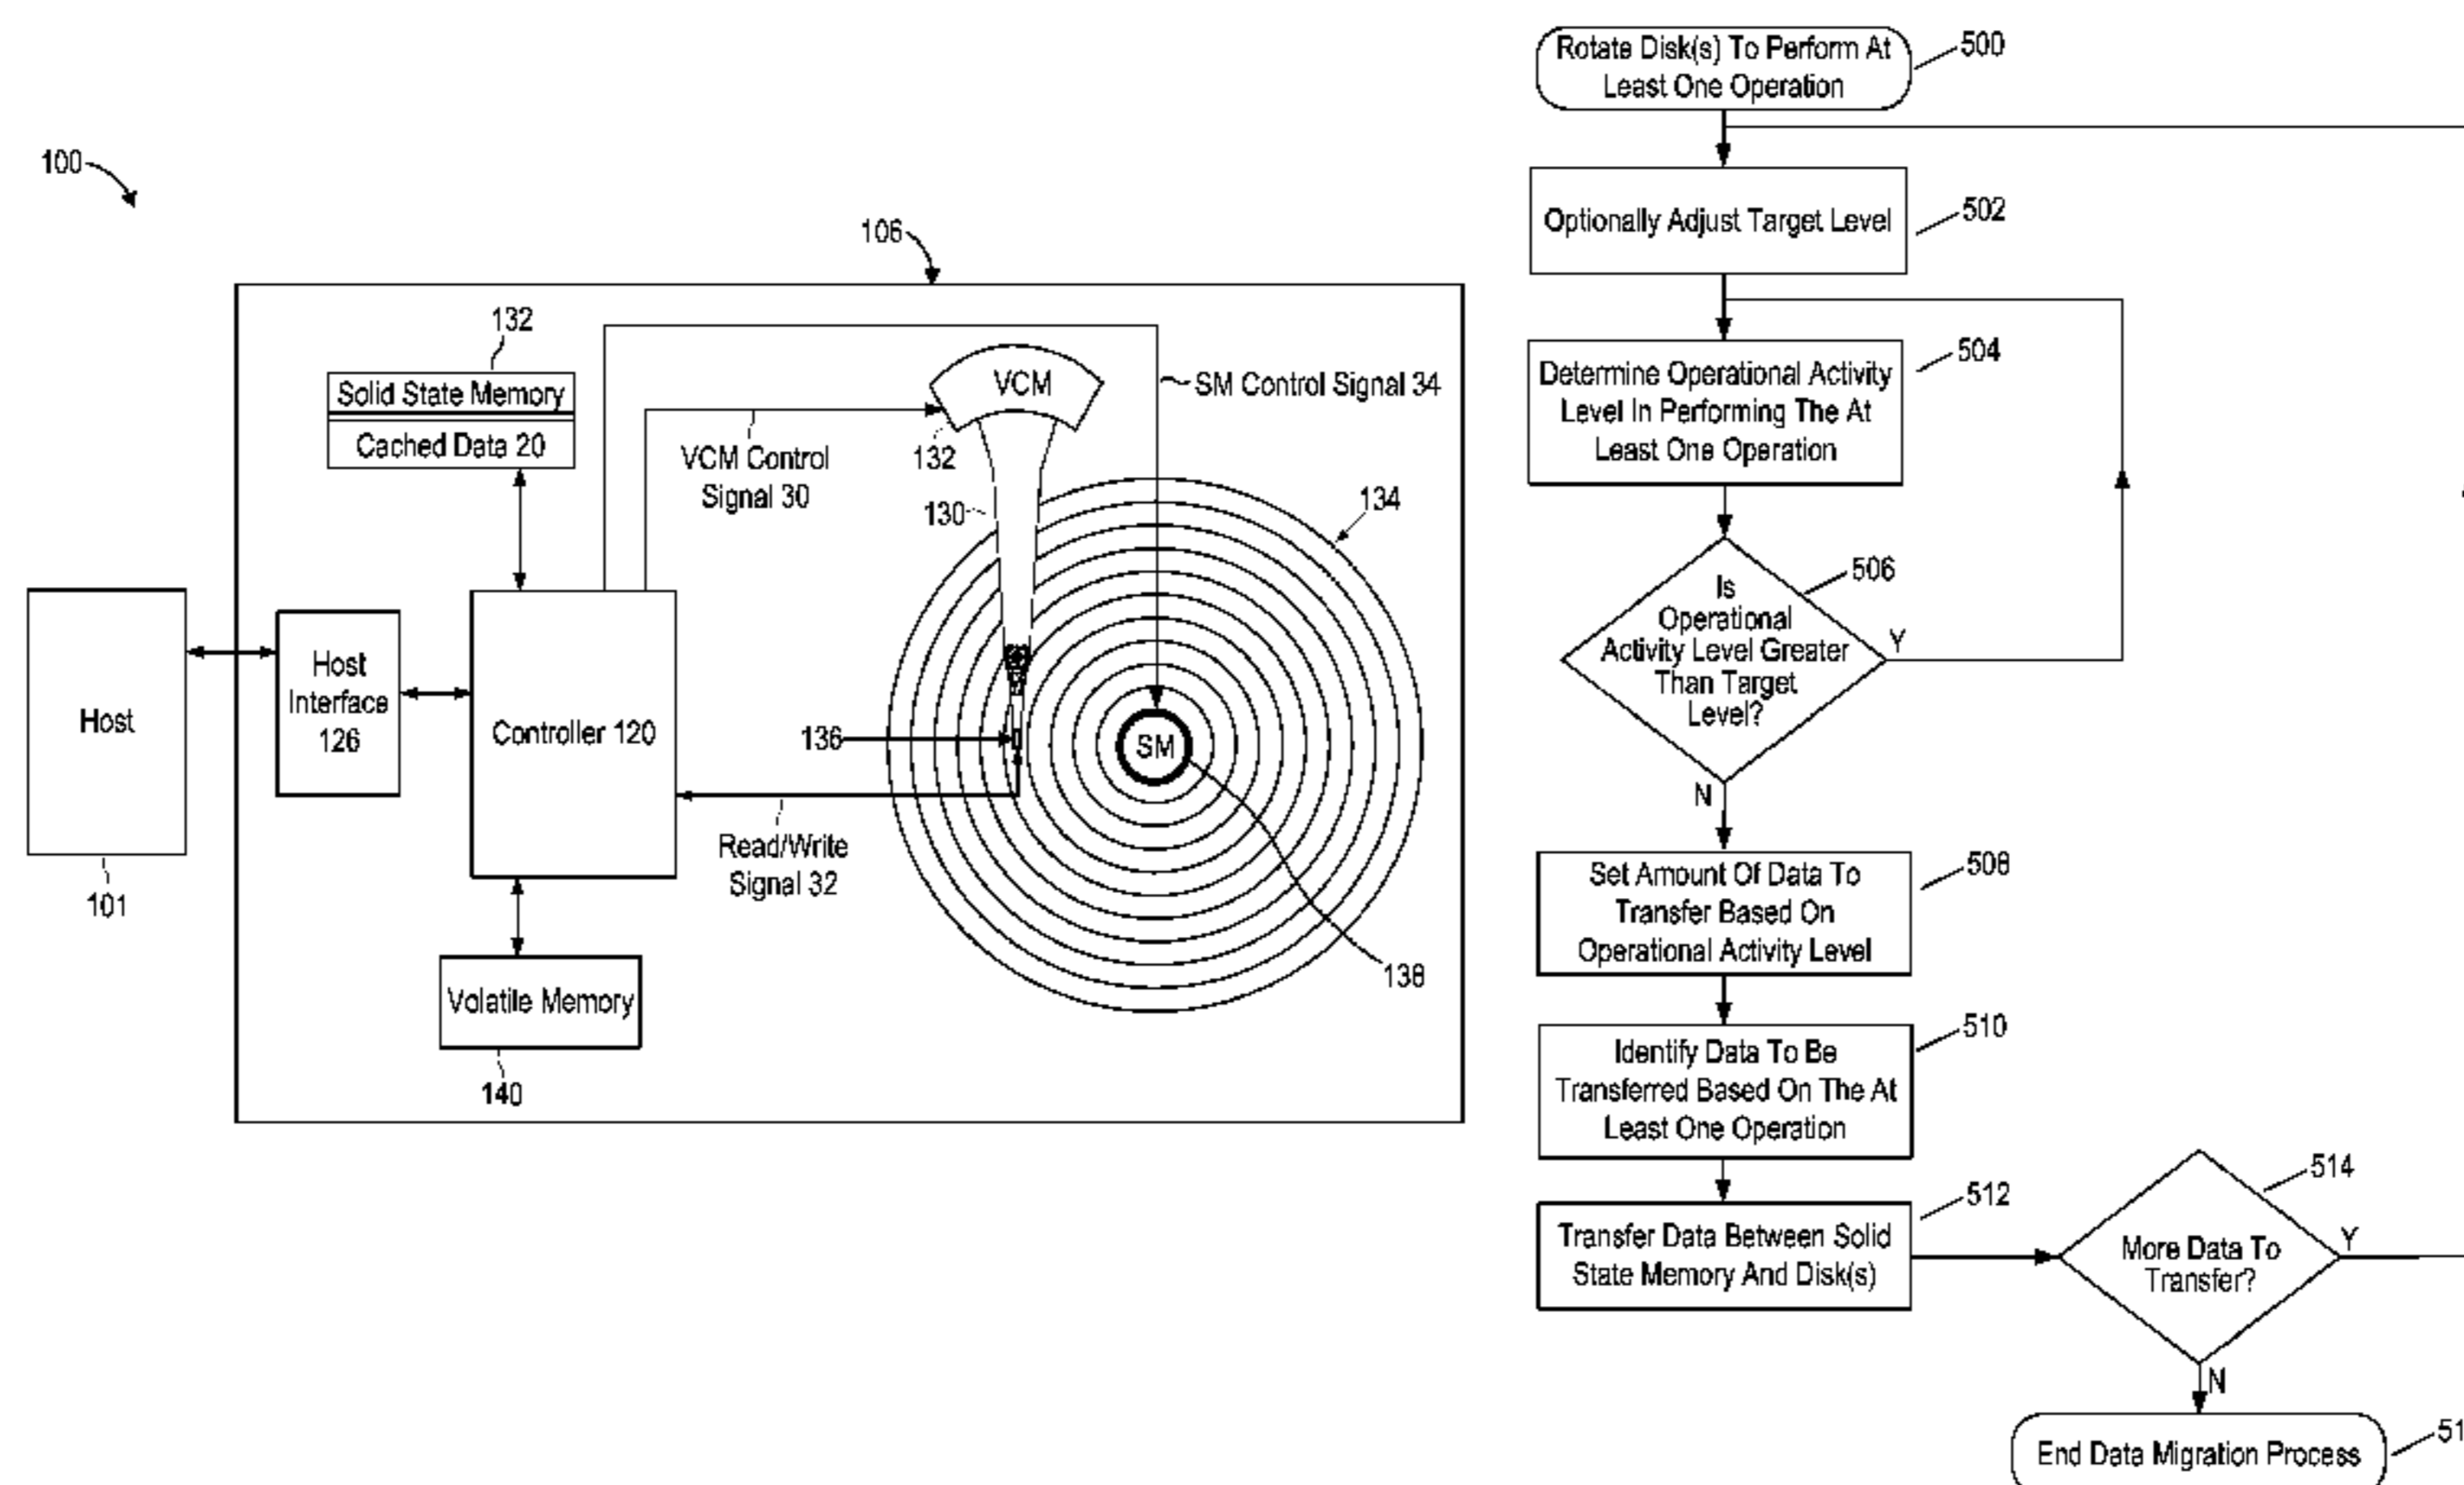 100
106
132
Solid State Memory
Cached Data 20
VCM
132
SM Control Signal 34
VCM Control
Signal 30
130
134
Host
101
Host
Interface
126
Controller 120
136
SM
Read/Write
Signal 32
138
Volatile Memory
140
Rotate Disk(s) To Perform At
Least One Operation
500
Optionally Adjust Target Level
502
Determine Operational Activity
Level In Performing The At
Least One Operation
504
Is
Operational
Activity Level Greater
Than Target
Level?
506
Y
N
Set Amount Of Data To
Transfer Based On
Operational Activity Level
508
Identify Data To Be
Transferred Based On The At
Least One Operation
510
Transfer Data Between Solid
State Memory And Disk(s)
512
More Data To
Transfer?
514
Y
N
End Data Migration Process